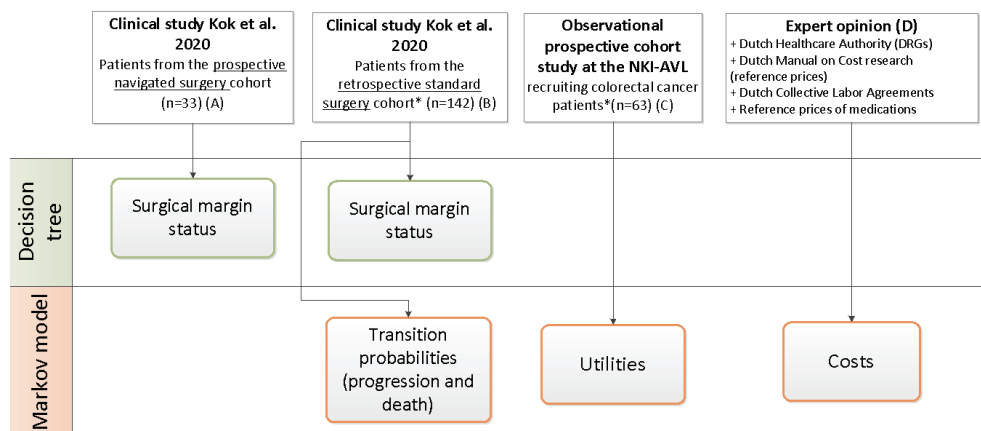 Clinical study Kok et al.
2020
Patients from the prospective
navigated surgery cohort
(n=33) (A)
Clinical study Kok et al.
2020
Patients from the
retrospective standard
surgery cohort* (n=142) (B)
Observational
prospective cohort
study at the NKI-AVL
recruiting colorectal cancer
patients*(n=63) (C)
Expert opinion (D)
+ Dutch Healthcare Authority (DRGs)
+ Dutch Manual on Cost research
(reference prices)
+ Dutch Collective Labor Agreements
+ Reference prices of medications
Decision
tree
Surgical margin
status
Surgical margin
status
Markov model
Transition
probabilities
(progression and
death)
Utilities
Costs